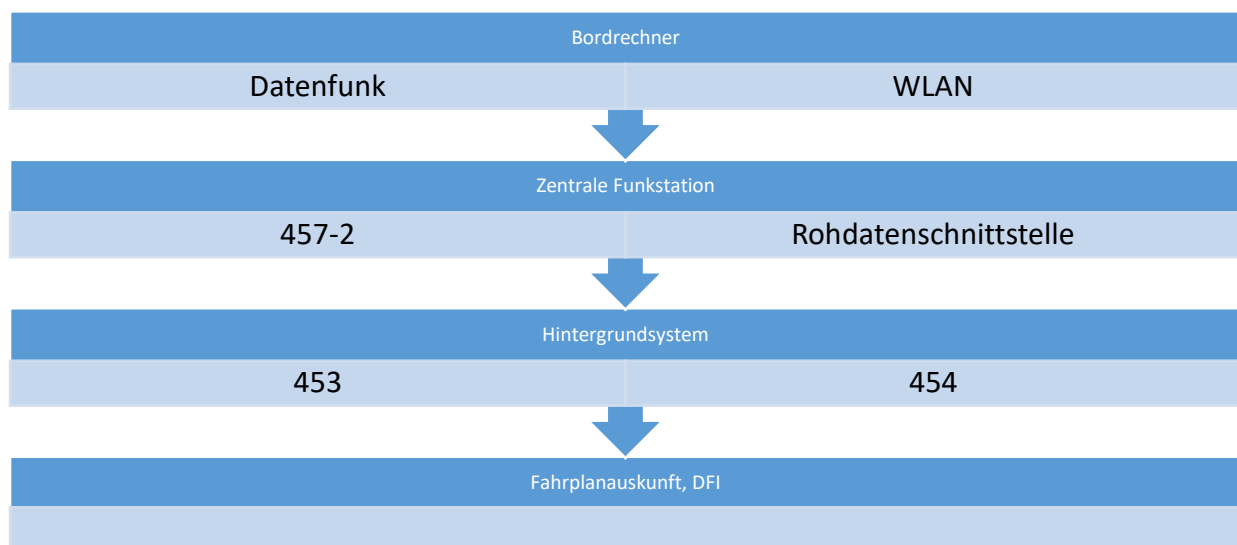 Bordrechner
Datenfunk WLAN
Zentrale Funkstation
457-2 Rohdatenschnittstelle
Hintergrundsystem
453 454
Fahrplanauskunft, DFI